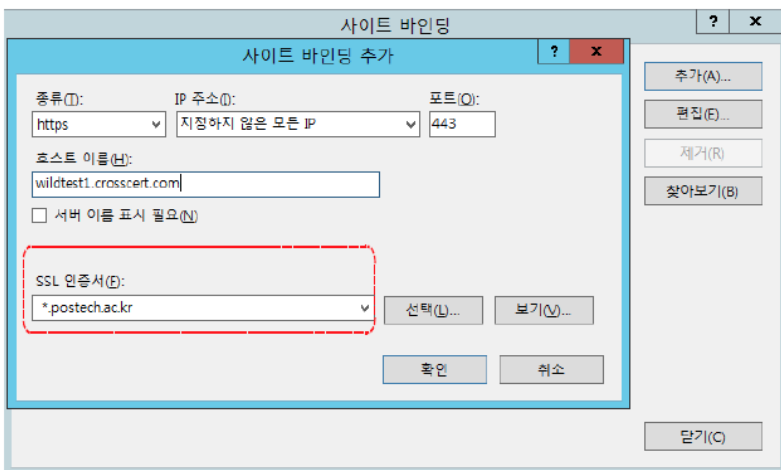 사이트 바인딩
? x
사이트 바인딩 추가
? x
종류(T):
IP 주소(I):
포트(O):
https
지정하지 않은 모든 IP
443
호스트 이름(H):
wildtest1.crosscert.com
서버 이름 표시 필요(N)
SSL 인증서(F):
*.postech.ac.kr
선택(L)...
보기(V)...
확인
취소
추가(A)...
편집(E)...
제거(R)
찾아보기(B)
닫기(C)